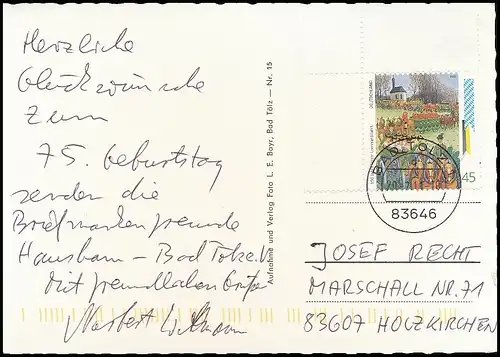 Herzliche
Glückwünsche
zum
75. Geburtstag
senden die
Briefmarkenfreunde
Hausham - Bad Tölz e.V.
Mit freundlichen Grüßen
Norbert
Aufnahme und Verlag Foto L. E. Bayr, Bad Tölz — Nr. 15
DEUTSCHLAND
45
BAD TÖLZ 1
83646
JOSEF RECHT
MARSCHALL NR. 71
83607 HOLZKIRCHEN